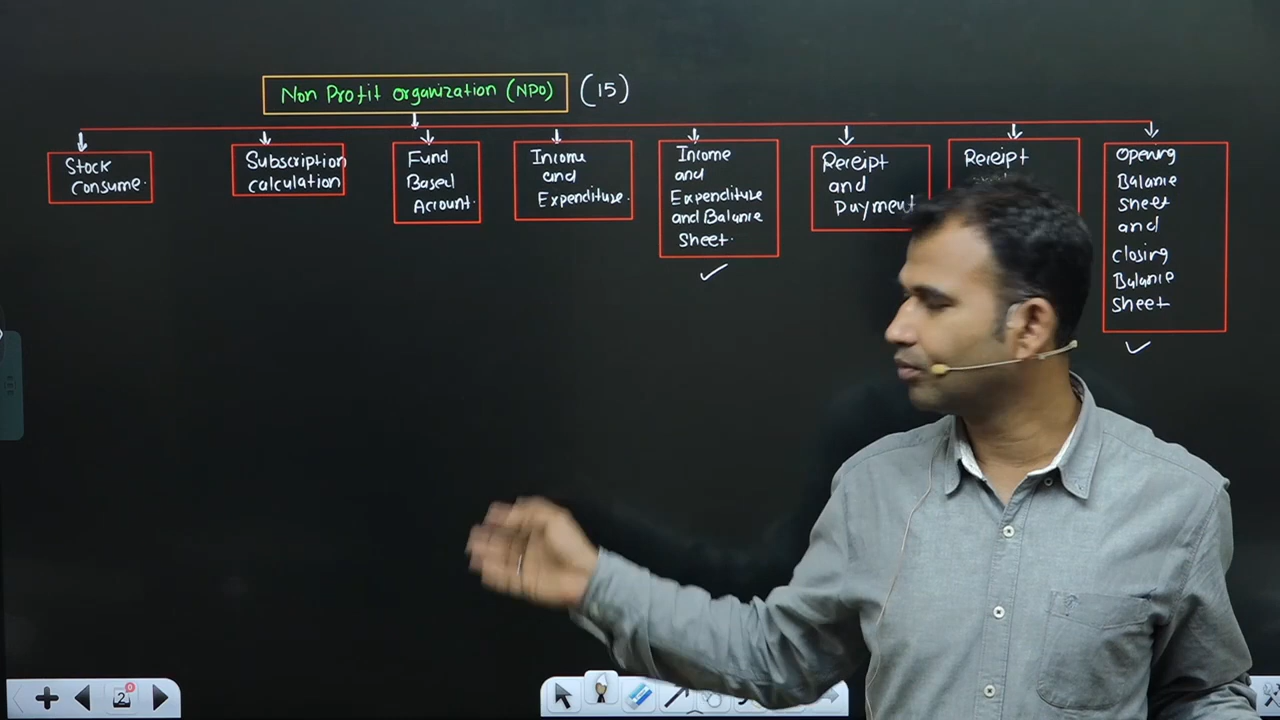 Non Profit organization (NPO) (15)
Stock
Consume.
Subscription
calculation
Fund
Based
Account.
Income
and
Expenditure.
Income
and
Expenditure
and Balance
Sheet.
Receipt
and
Payment
Receipt
Opening
Balance
Sheet
and
closing
Balance
Sheet
2